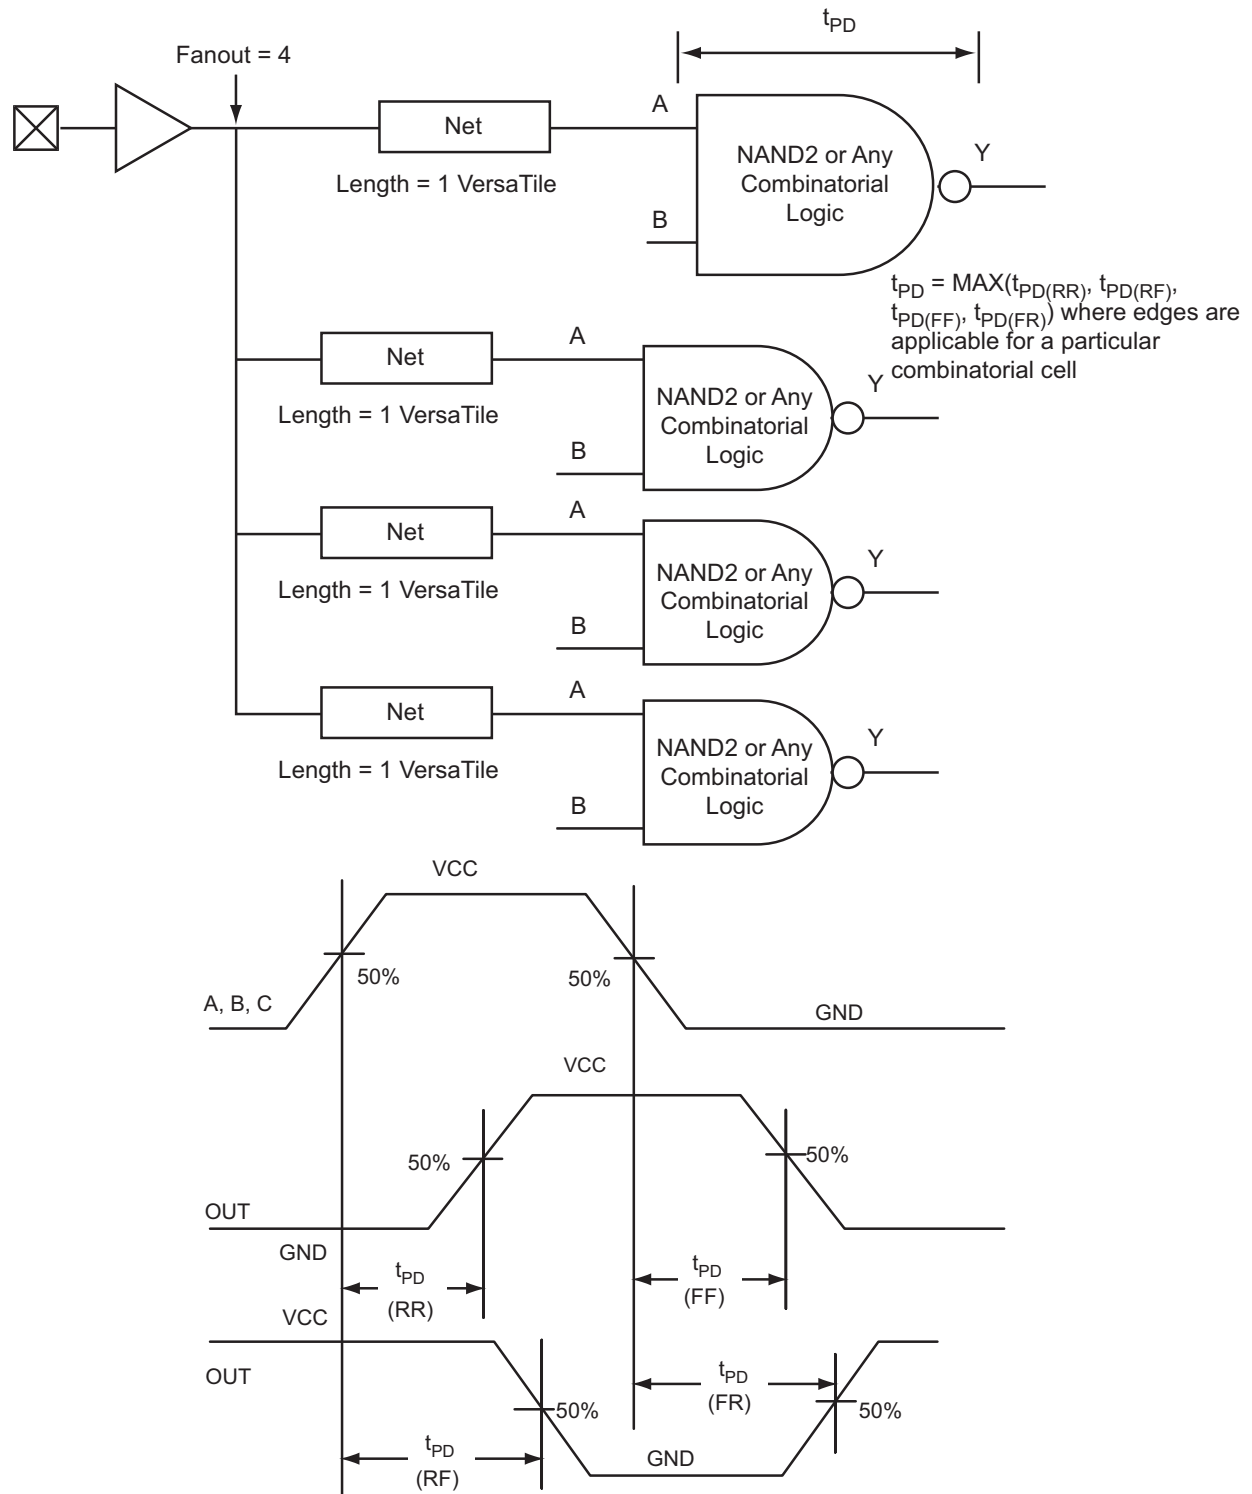 tPD
Fanout = 4
Net
Length = 1 VersaTile
A
B
NAND2 or Any
Combinatorial
Logic
Y
tPD = MAX(tPD(RR), tPD(RF),
tPD(FF), tPD(FR)) where edges are
applicable for a particular
combinatorial cell
Net
Length = 1 VersaTile
A
B
NAND2 or Any
Combinatorial
Logic
Y
Net
Length = 1 VersaTile
A
B
NAND2 or Any
Combinatorial
Logic
Y
Net
Length = 1 VersaTile
A
B
NAND2 or Any
Combinatorial
Logic
Y
VCC
50%
50%
A, B, C
GND
VCC
50%
50%
OUT
GND
tPD
(RR)
tPD
(FF)
VCC
OUT
tPD
(FR)
50%
50%
tPD
(RF)
GND